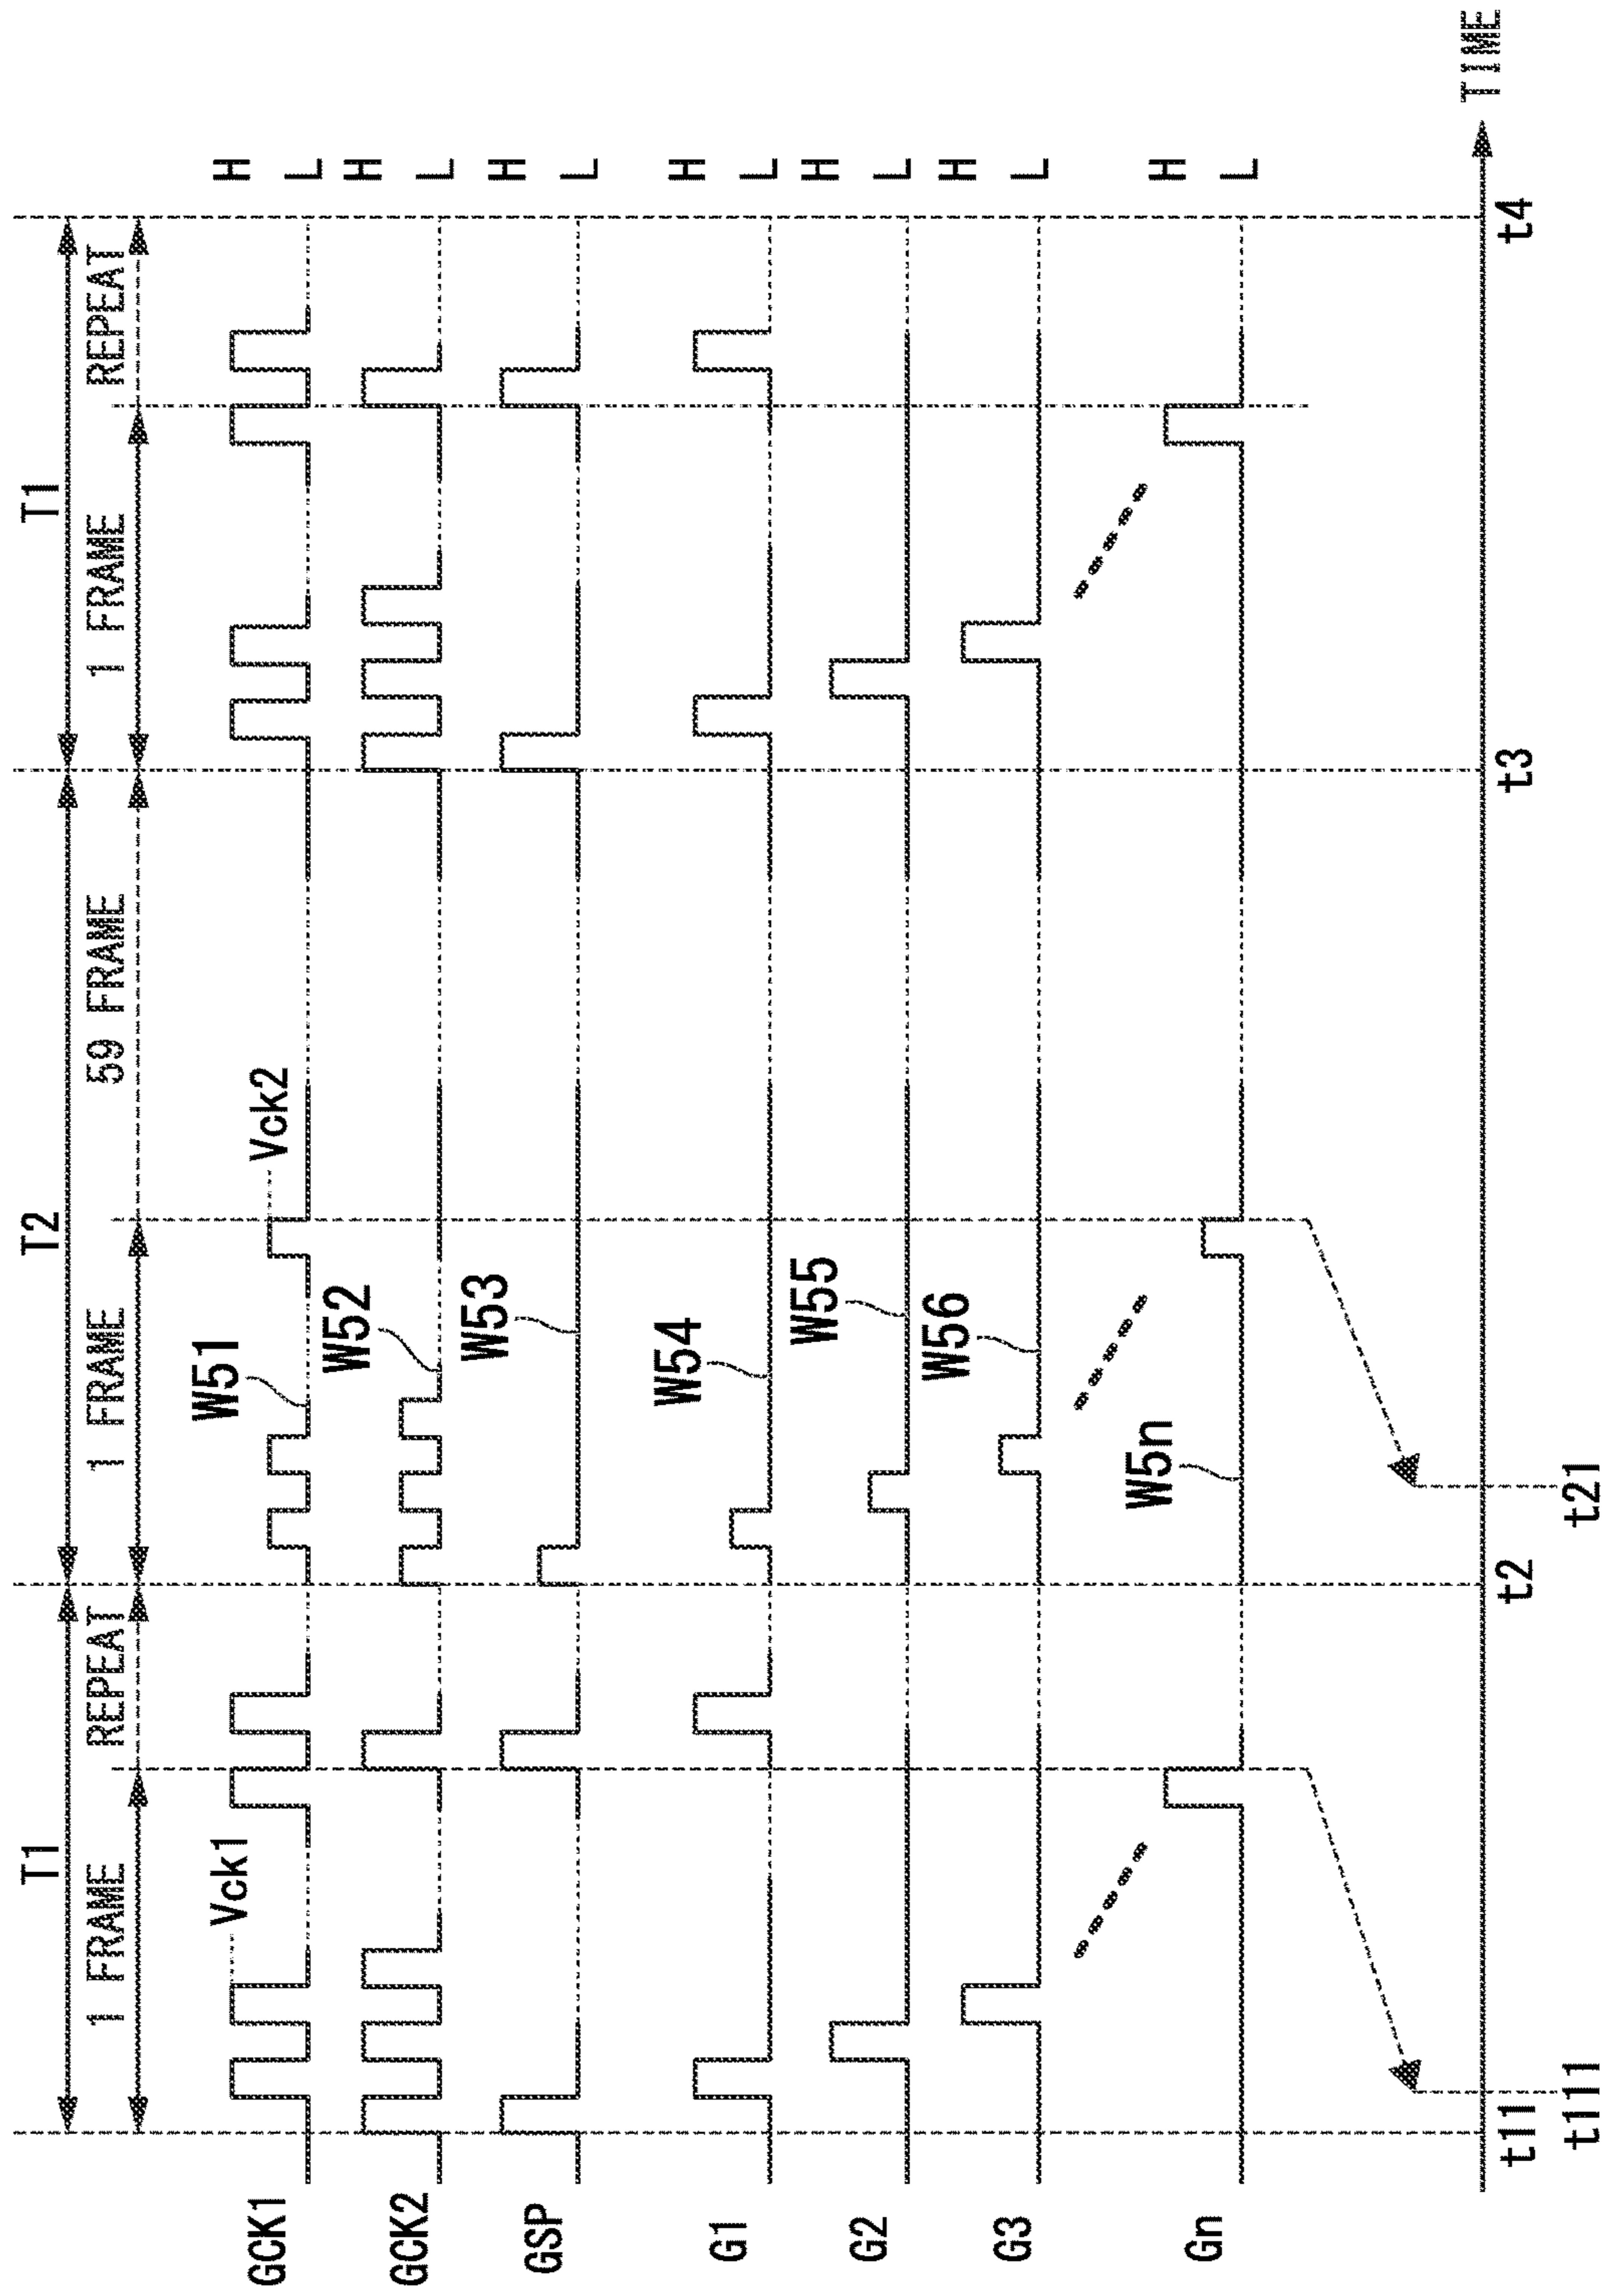 T1
T2
T1
1 FRAME
REPEAT
1 FRAME
59 FRAME
1 FRAME
REPEAT
GCK1
Vck1
W51
Vck2
H
L
GCK2
W52
H
L
GSP
W53
H
L
G1
W54
H
L
G2
W55
H
L
G3
W56
H
L
Gn
W5n
H
L
TIME
t11
t2
t3
t4
t111
t21